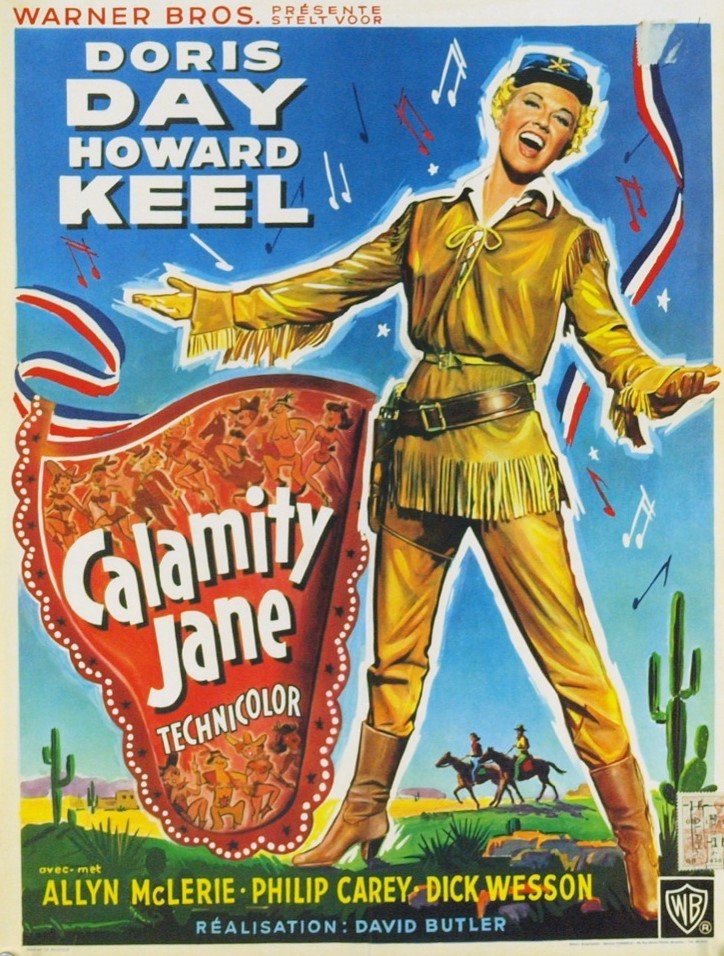 WARNER BROS. PRÉSENTE
STELT VOOR
DORIS
DAY
HOWARD
KEEL
Calamity
Jane
TECHNICOLOR
avec-met
ALLYN McLERIE · PHILIP CAREY · DICK WESSON
RÉALISATION : DAVID BUTLER
WB
®